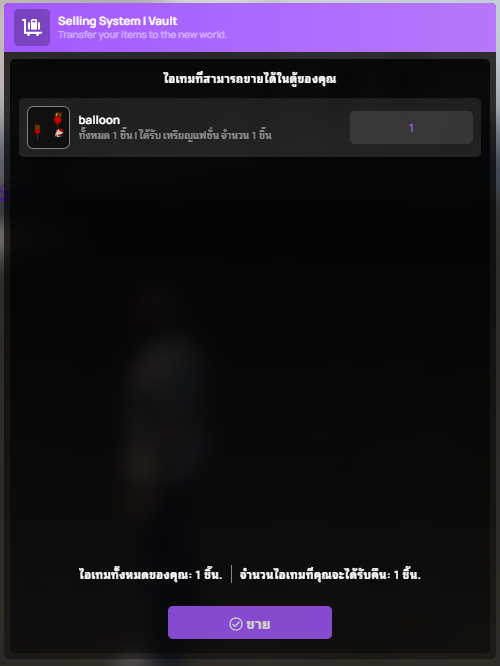 Selling System | Vault
Transfer your items to the new world.
ไอเทมที่สามารถขายได้ในตู้ของคุณ
balloon
ทั้งหมด 1 ชิ้น | ได้รับ เหรียญแฟชั่น จำนวน 1 ชิ้น
1
ไอเทมทั้งหมดของคุณ: 1 ชิ้น.
จำนวนไอเทมที่คุณจะได้รับคืน: 1 ชิ้น.
ขาย